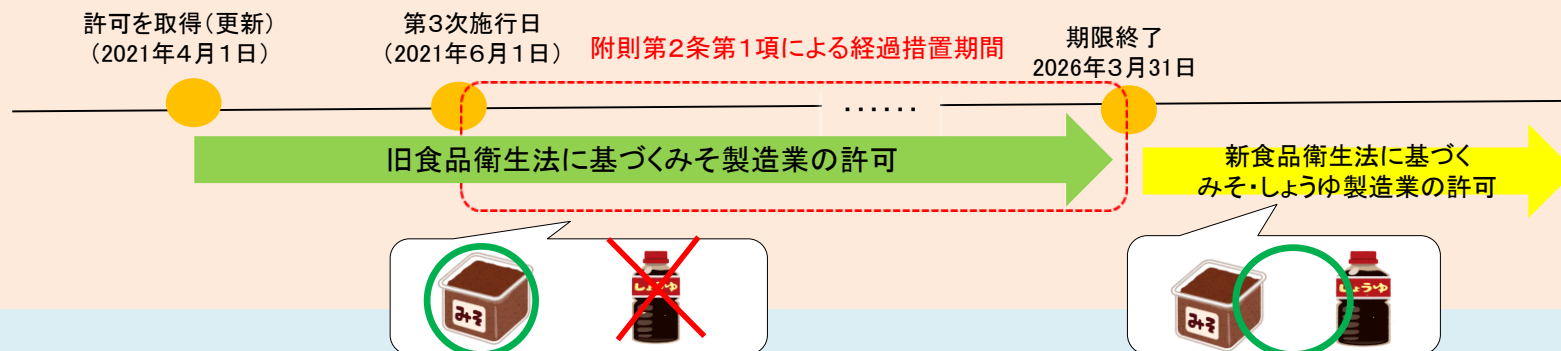 許可を取得(更新)
(2021年4月1日)
第3次施行日
(2021年6月1日)
附則第2条第1項による経過措置期間
期限終了
2026年3月31日
……
旧食品衛生法に基づくみそ製造業の許可
新食品衛生法に基づく
みそ・しょうゆ製造業の許可
みそ
しょうゆ
みそ
しょうゆ